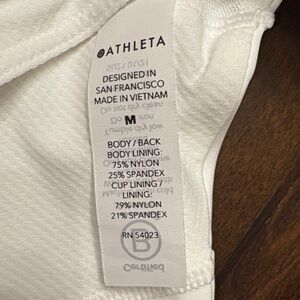 ATHLETA
DESIGNED IN
SAN FRANCISCO
MADE IN VIETNAM
M
BODY / BACK
BODY LINING:
75% NYLON
25% SPANDEX
CUP LINING /
LINING:
79% NYLON
21% SPANDEX
RN 54023
B
Certified